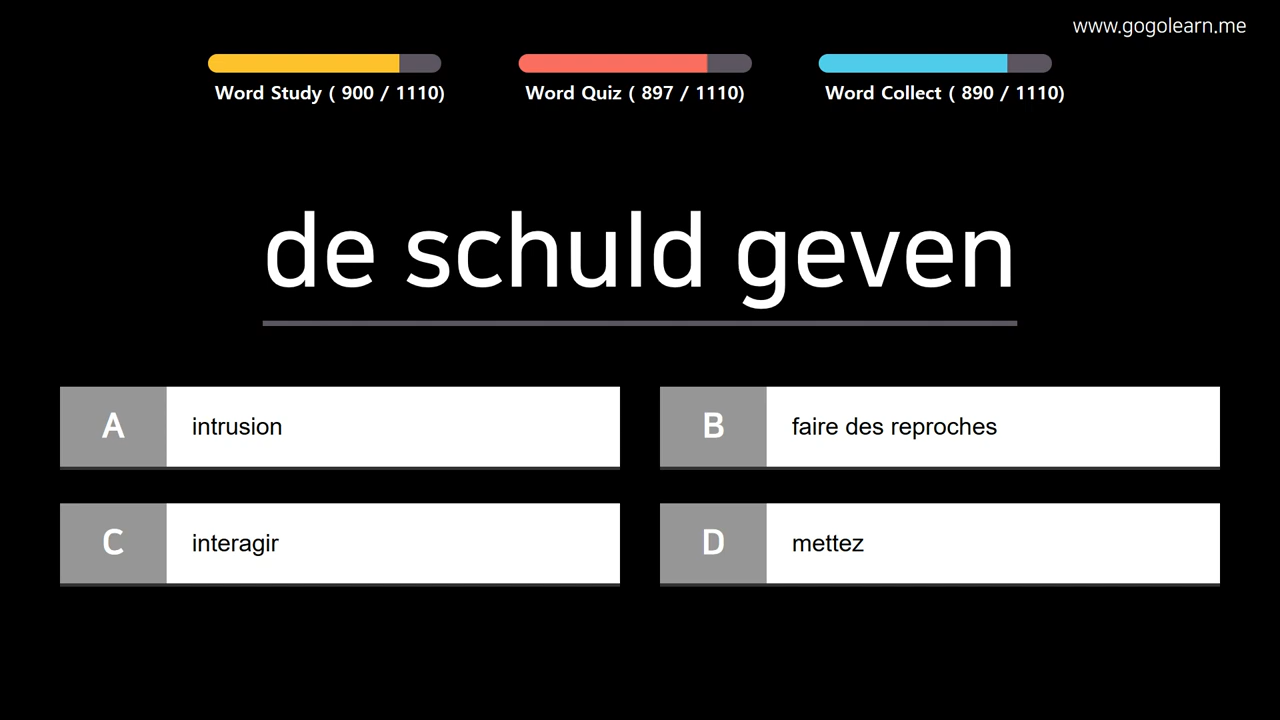 www.gogolearn.me
Word Study ( 900 / 1110)
Word Quiz ( 897 / 1110)
Word Collect ( 890 / 1110)
de schuld geven
A intrusion
B faire des reproches
C interagir
D mettez